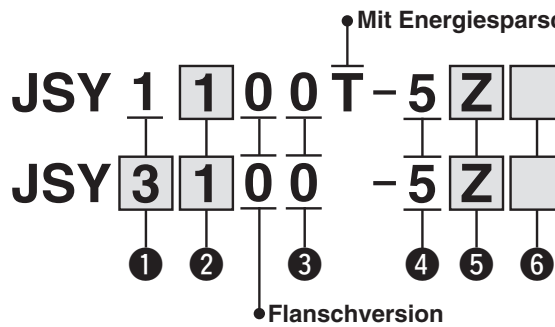 Mit Energiespars
JSY 1 1 0 0 T - 5 Z
JSY 3 1 0 0 - 5 Z
1 2 3 4 5 6
Flanschversion